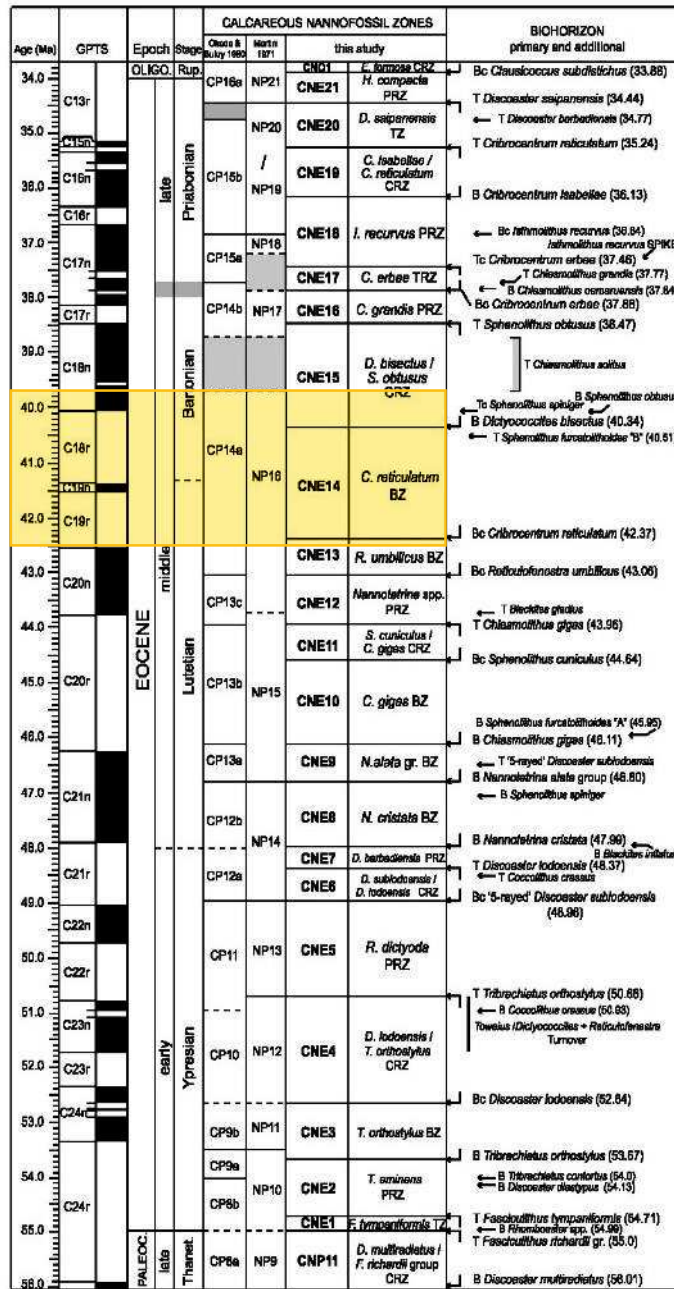 CALCAREOUS NANNOFOSSIL ZONES
BIOHORIZON
primary and additional
Age (Ma) GPTS Epoch Stage Okada & Bukry 1980 Martini 1971 this study
34.0
35.0
36.0
37.0
38.0
39.0
40.0
41.0
42.0
43.0
44.0
45.0
46.0
47.0
48.0
49.0
50.0
51.0
52.0
53.0
54.0
55.0
56.0
C13r
C15n
C16n
C16r
C17n
C17r
C18n
C18r
C19n
C19r
C20n
C20r
C21n
C21r
C22n
C22r
C23n
C23r
C24n
C24r
OLIGO.
EOCENE
PALEOC.
late
middle
early
late
Rup.
Priabonian
Bartonian
Lutetian
Ypresian
Thanet.
CP16a
CP15b
CP15a
CP14b
CP14a
CP13c
CP13b
CP13a
CP12b
CP12a
CP11
CP10
CP9b
CP9a
CP8b
CP8a
NP21
NP20
/
NP19
NP18
NP17
NP16
NP15
NP14
NP13
NP12
NP11
NP10
NP9
CNO1 E. formosa CRZ
CNE21 H. compacta
PRZ
CNE20 D. saipanensis
TZ
CNE19 C. isabellae /
C. reticulatum
CRZ
CNE18 I. recurvus PRZ
CNE17 C. erbae TRZ
CNE16 C. grandis PRZ
CNE15 D. bisectus /
S. obtusus
CRZ
CNE14 C. reticulatum
BZ
CNE13 R. umbilicus BZ
CNE12 Nannotetrina spp.
PRZ
CNE11 S. cuniculus /
C. gigas CRZ
CNE10 C. gigas BZ
CNE9 N.alata gr. BZ
CNE8 N. cristata BZ
CNE7 D. barbadiensis PRZ
CNE6 D. sublodoensis /
D. lodoensis CRZ
CNE5 R. dictyoda
PRZ
CNE4 D. lodoensis /
T. orthostylus
CRZ
CNE3 T. orthostylus BZ
CNE2 T. eminens
PRZ
CNE1 F. tympaniformis TZ
CNP11 D. multiradiatus /
F. richardii group
CRZ
Bc Clausicoccus subdistichus (33.88)
T Discoaster saipanensis (34.44)
T Discoaster barbadiensis (34.77)
T Cribrocentrum reticulatum (35.24)
B Cribrocentrum isabellae (36.13)
Bc Isthmolithus recurvus (36.84)
Isthmolithus recurvus SPIKE
Tc Cribrocentrum erbae (37.46)
T Chiasmolithus grandis (37.77)
B Chiasmolithus oamaruensis (37.84)
Bc Cribrocentrum erbae (37.88)
T Sphenolithus obtusus (38.47)
T Chiasmolithus solitus
B Sphenolithus obtusus
Tc Sphenolithus spiniger
B Dictyococcites bisectus (40.34)
T Sphenolithus furcatolithoides "B" (40.51)
Bc Cribrocentrum reticulatum (42.37)
Bc Reticulofenestra umbilicus (43.06)
T Blackites gladius
T Chiasmolithus gigas (43.96)
Bc Sphenolithus cuniculus (44.64)
B Sphenolithus furcatolithoides "A" (45.95)
B Chiasmolithus gigas (46.11)
T '5-rayed' Discoaster sublodoensis
B Nannotetrina alata group (46.80)
B Sphenolithus spiniger
B Nannotetrina cristata (47.99)
B Blackites inflatus
T Discoaster lodoensis (48.37)
T Coccolithus crassus
Bc '5-rayed' Discoaster sublodoensis
(48.96)
T Tribrachiatus orthostylus (50.66)
B Coccolithus crassus (50.93)
Toweius /Dictyococcites + Reticulofenestra
Turnover
Bc Discoaster lodoensis (52.64)
B Tribrachiatus orthostylus (53.67)
B Tribrachiatus contortus (54.0)
B Discoaster diastypus (54.13)
T Fasciculithus tympaniformis (54.71)
B Rhomboaster spp. (54.99)
T Fasciculithus richardii gr. (55.0)
B Discoaster multiradiatus (56.01)